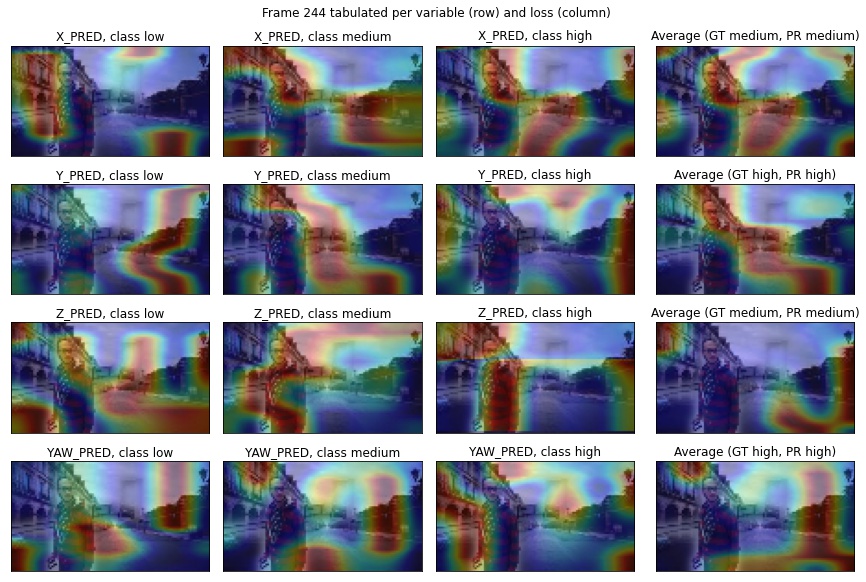 Frame 244 tabulated per variable (row) and loss (column)
X_PRED, class low
X_PRED, class medium
X_PRED, class high
Average (GT medium, PR medium)
Y_PRED, class low
Y_PRED, class medium
Y_PRED, class high
Average (GT high, PR high)
Z_PRED, class low
Z_PRED, class medium
Z_PRED, class high
Average (GT medium, PR medium)
YAW_PRED, class low
YAW_PRED, class medium
YAW_PRED, class high
Average (GT high, PR high)